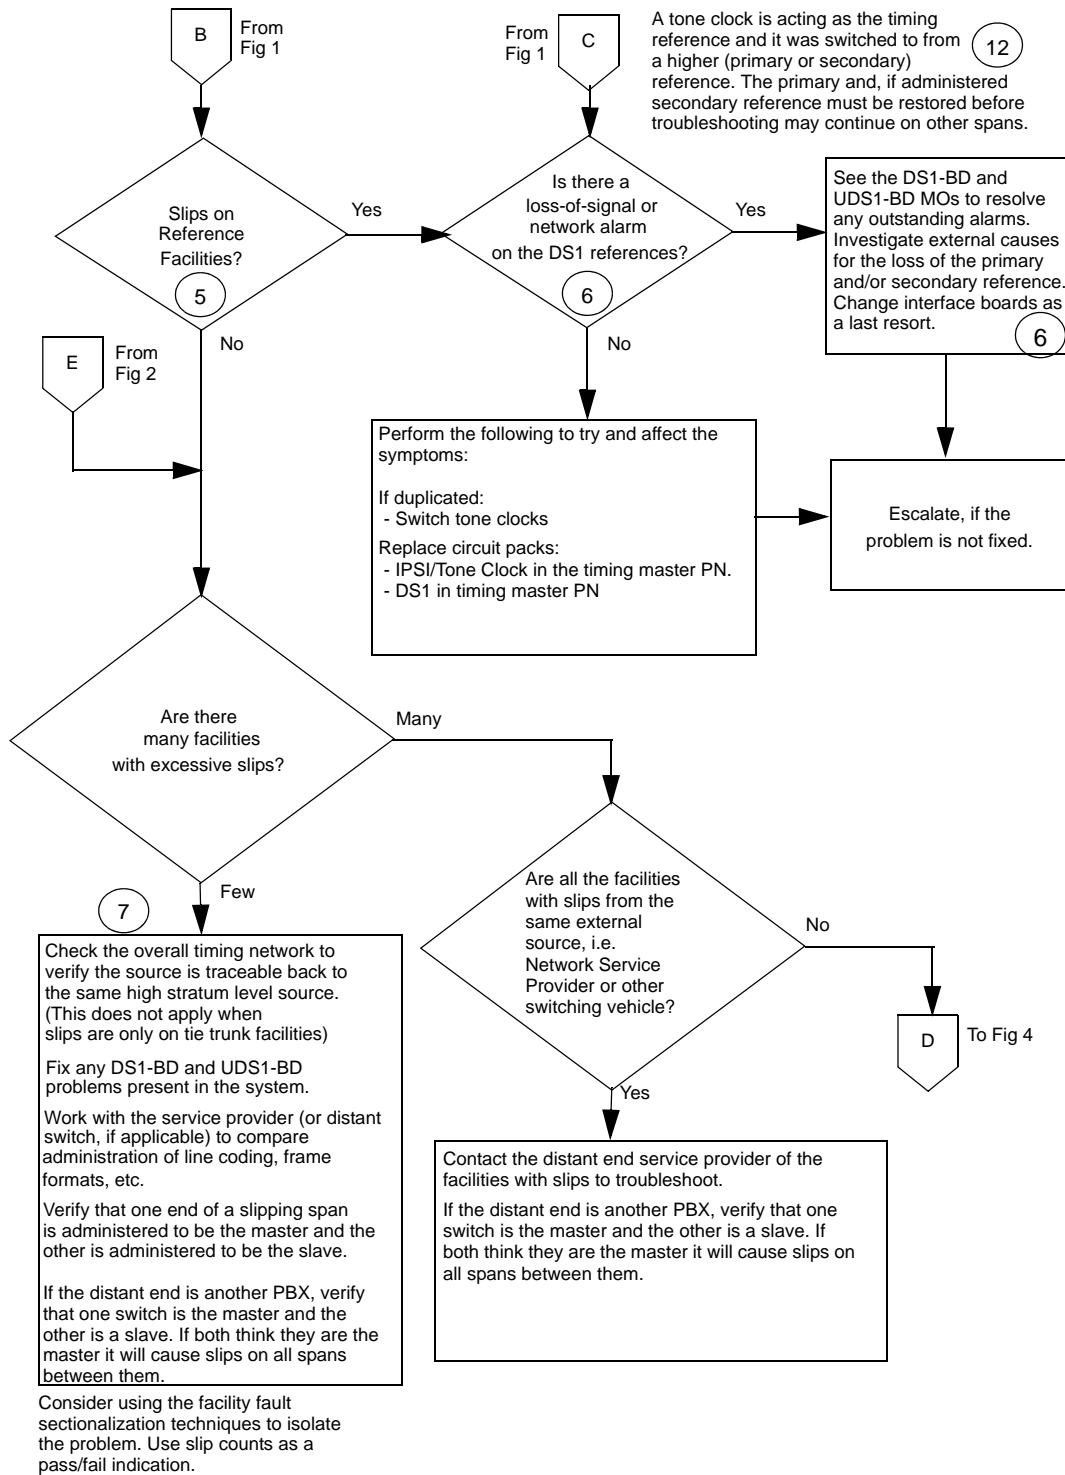 B
From
Fig 1
From
Fig 1
C
A tone clock is acting as the timing
reference and it was switched to from
a higher (primary or secondary)
reference. The primary and, if administered
secondary reference must be restored before
troubleshooting may continue on other spans.
12
Slips on
Reference
Facilities?
5
Yes
No
Is there a
loss-of-signal or
network alarm
on the DS1 references?
6
Yes
No
See the DS1-BD and
UDS1-BD MOs to resolve
any outstanding alarms.
Investigate external causes
for the loss of the primary
and/or secondary reference.
Change interface boards as
a last resort.
6
E
From
Fig 2
Perform the following to try and affect the
symptoms:
If duplicated:
- Switch tone clocks
Replace circuit packs:
- IPSI/Tone Clock in the timing master PN.
- DS1 in timing master PN
Escalate, if the
problem is not fixed.
Are there
many facilities
with excessive slips?
Many
Few
7
Check the overall timing network to
verify the source is traceable back to
the same high stratum level source.
(This does not apply when
slips are only on tie trunk facilities)
Fix any DS1-BD and UDS1-BD
problems present in the system.
Work with the service provider (or distant
switch, if applicable) to compare
administration of line coding, frame
formats, etc.
Verify that one end of a slipping span
is administered to be the master and the
other is administered to be the slave.
If the distant end is another PBX, verify
that one switch is the master and the
other is a slave. If both think they are the
master it will cause slips on all spans
between them.
Consider using the facility fault
sectionalization techniques to isolate
the problem. Use slip counts as a
pass/fail indication.
Are all the facilities
with slips from the
same external
source, i.e.
Network Service
Provider or other
switching vehicle?
No
Yes
D
To Fig 4
Contact the distant end service provider of the
facilities with slips to troubleshoot.
If the distant end is another PBX, verify that one
switch is the master and the other is a slave. If
both think they are the master it will cause slips on
all spans between them.